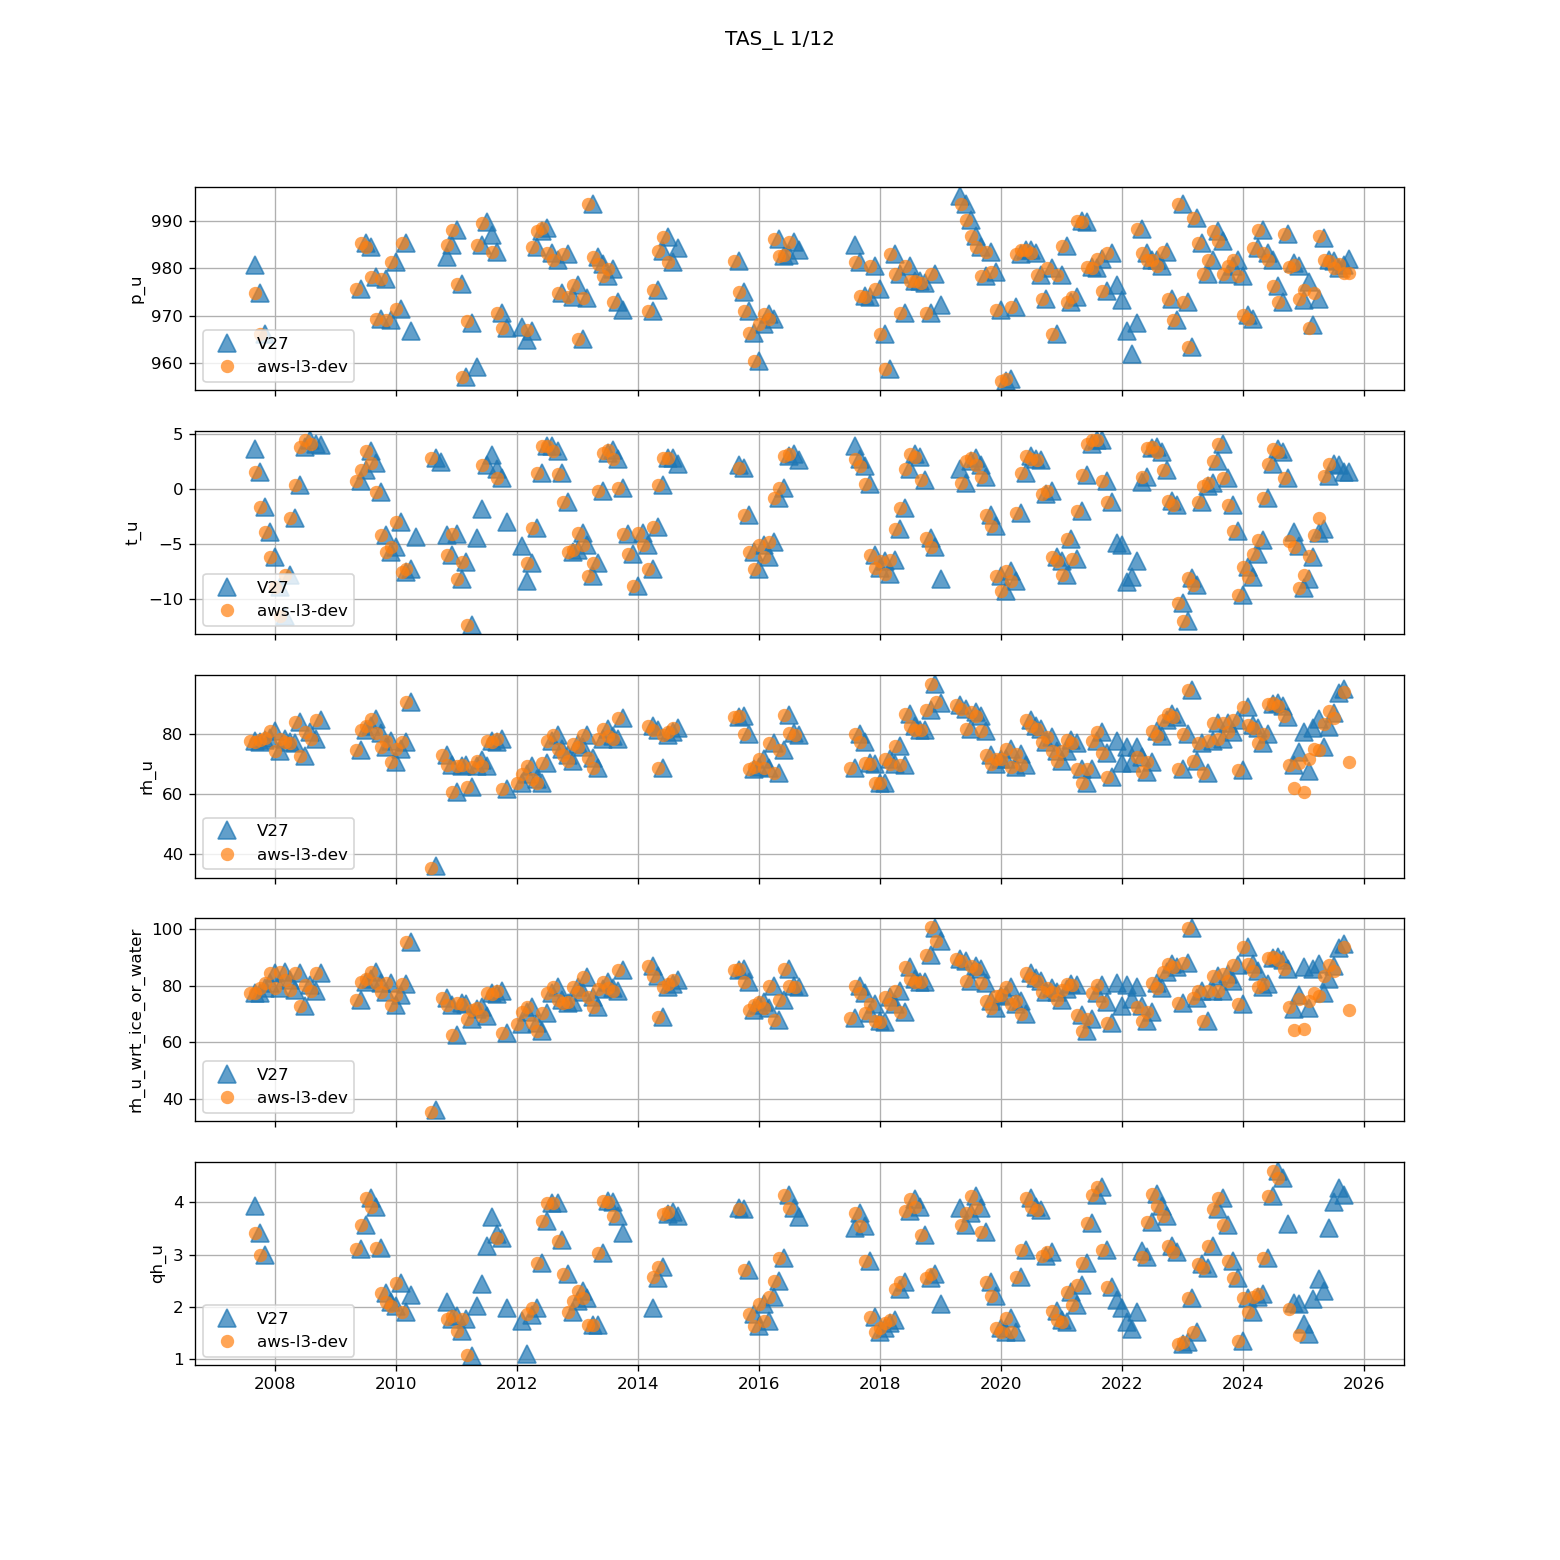 TAS_L 1/12
990
980
970
960
p_u
V27
aws-l3-dev
5
0
−5
−10
t_u
V27
aws-l3-dev
80
60
40
rh_u
V27
aws-l3-dev
100
80
60
40
rh_u_wrt_ice_or_water
V27
aws-l3-dev
4
3
2
1
qh_u
V27
aws-l3-dev
2008 2010 2012 2014 2016 2018 2020 2022 2024 2026